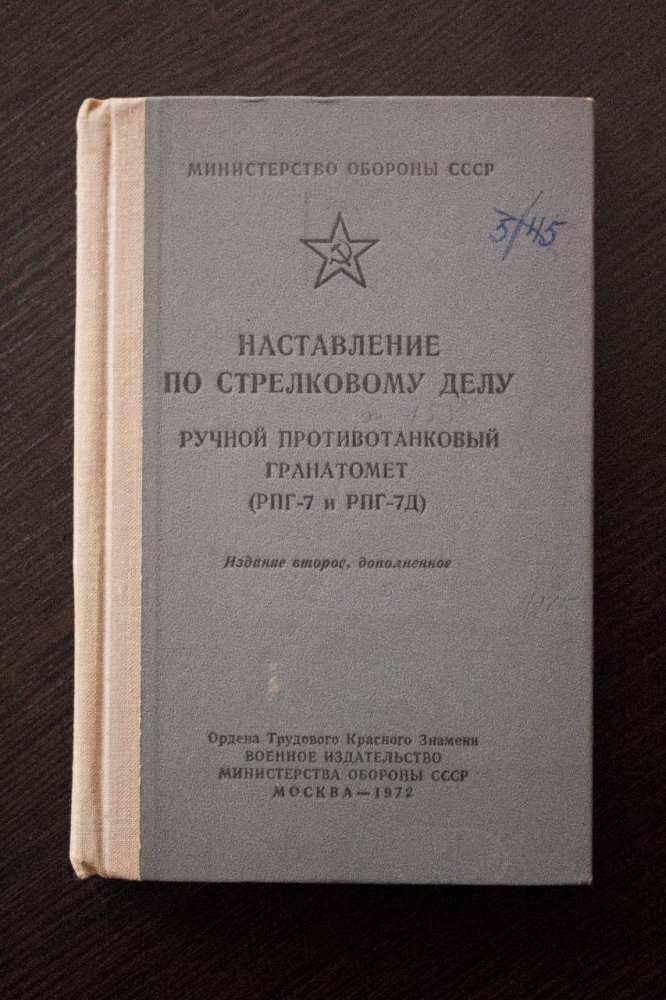 МИНИСТЕРСТВО ОБОРОНЫ СССР
5/45
НАСТАВЛЕНИЕ
ПО СТРЕЛКОВОМУ ДЕЛУ
РУЧНОЙ ПРОТИВОТАНКОВЫЙ
ГРАНАТОМЕТ
(РПГ-7 и РПГ-7Д)
Издание второе, дополненное
Ордена Трудового Красного Знамени
ВОЕННОЕ ИЗДАТЕЛЬСТВО
МИНИСТЕРСТВА ОБОРОНЫ СССР
МОСКВА — 1972